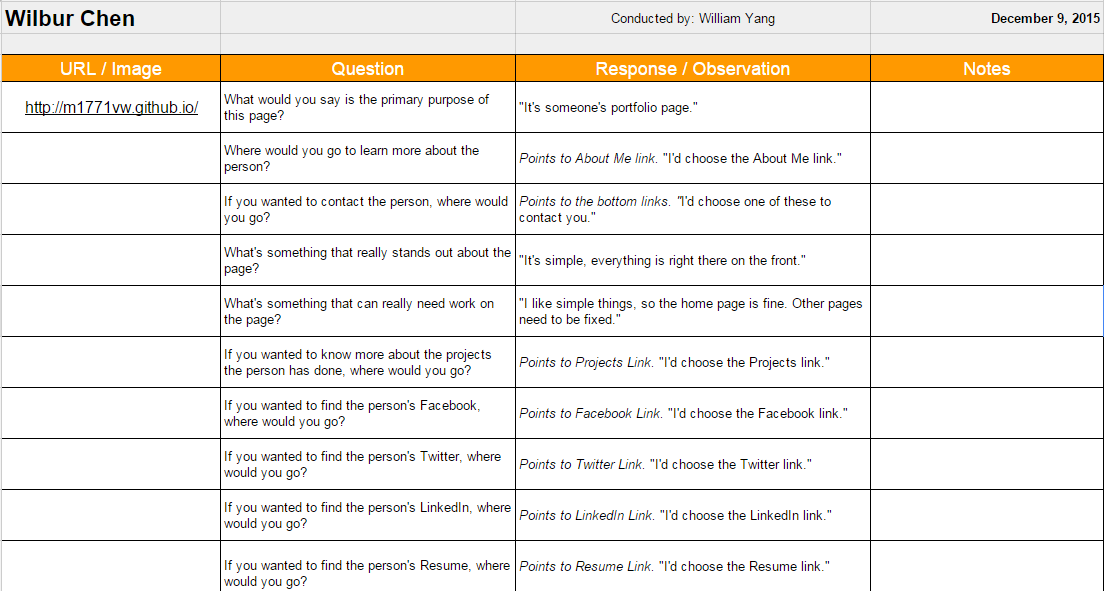 Wilbur Chen
Conducted by: William Yang
December 9, 2015
URL / Image
Question
Response / Observation
Notes
http://m1771vw.github.io/
What would you say is the primary purpose of
this page?
"It's someone's portfolio page."
Where would you go to learn more about the
person?
Points to About Me link. "I'd choose the About Me link."
If you wanted to contact the person, where would
you go?
Points to the bottom links. "I'd choose one of these to
contact you."
What's something that really stands out about the
page?
"It's simple, everything is right there on the front."
What's something that can really need work on
the page?
"I like simple things, so the home page is fine. Other pages
need to be fixed."
If you wanted to know more about the projects
the person has done, where would you go?
Points to Projects Link. "I'd choose the Projects link."
If you wanted to find the person's Facebook,
where would you go?
Points to Facebook Link. "I'd choose the Facebook link."
If you wanted to find the person's Twitter, where
would you go?
Points to Twitter Link. "I'd choose the Twitter link."
If you wanted to find the person's LinkedIn, where
would you go?
Points to LinkedIn Link. "I'd choose the LinkedIn link."
If you wanted to find the person's Resume, where
would you go?
Points to Resume Link. "I'd choose the Resume link."